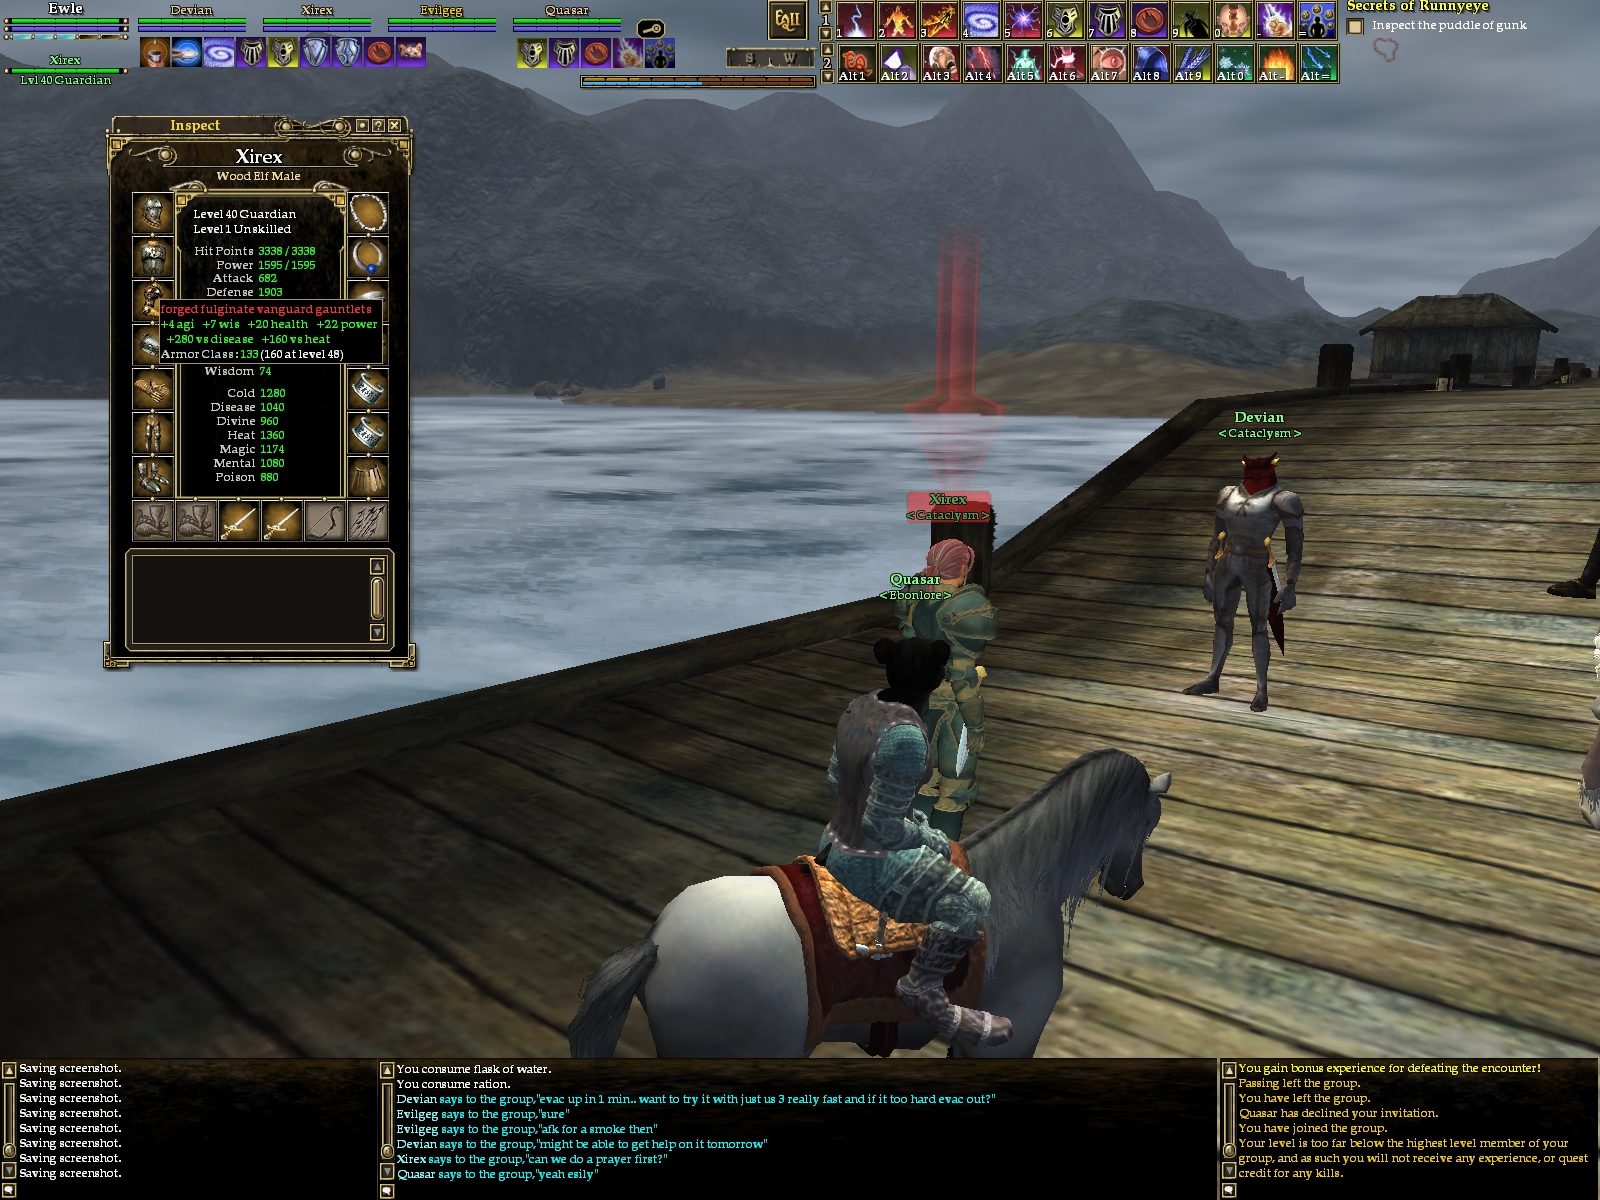 Ewle
Devian
Xirex
Evilgeg
Quasar
Xirex
Lvl 40 Guardian
EQII
S W
1
1 2 3 4 5 6 7 8 9 0 - =
2
Alt1 Alt2 Alt3 Alt4 Alt5 Alt6 Alt7 Alt8 Alt9 Alt0 Alt- Alt=
Secrets of Runnyeye
Inspect the puddle of gunk
Inspect
Xirex
Wood Elf Male
Level 40 Guardian
Level 1 Unskilled
Hit Points 3338 / 3338
Power 1595 / 1595
Attack 682
Defense 1903
forged fulginate vanguard gauntlets
+4 agi +7 wis +20 health +22 power
+280 vs disease +160 vs heat
Armor Class: 133 (160 at level 48)
Wisdom 74
Cold 1280
Disease 1040
Divine 960
Heat 1360
Magic 1174
Mental 1080
Poison 880
Devian
<Cataclysm>
Xirex
<Cataclysm>
Quasar
<Ebonlore>
Saving screenshot.
Saving screenshot.
Saving screenshot.
Saving screenshot.
Saving screenshot.
Saving screenshot.
Saving screenshot.
Saving screenshot.
You consume flask of water.
You consume ration.
Devian says to the group,"evac up in 1 min.. want to try it with just us 3 really fast and if it too hard evac out?"
Evilgeg says to the group,"sure"
Evilgeg says to the group,"afk for a smoke then"
Devian says to the group,"might be able to get help on it tomorrow"
Xirex says to the group,"can we do a prayer first?"
Quasar says to the group,"yeah esily"
You gain bonus experience for defeating the encounter!
Passing left the group.
You have left the group.
Quasar has declined your invitation.
You have joined the group.
Your level is too far below the highest level member of your
group, and as such you will not receive any experience, or quest
credit for any kills.